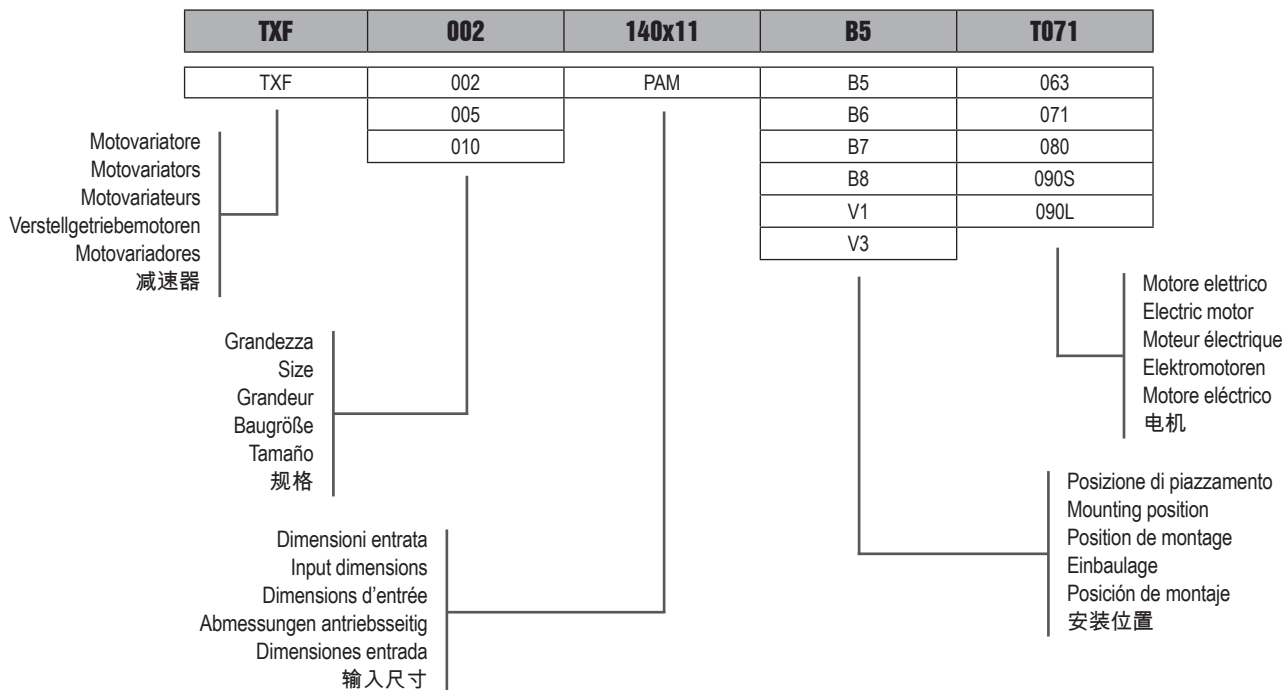 TXF 002 140x11 B5 T071
TXF 002 PAM B5 063
005 B6 071
010 B7 080
B8 090S
V1 090L
V3
Motovariatore
Motovariators
Motovariateurs
Verstellgetriebemotoren
Motovariadores
减速器
Grandezza
Size
Grandeur
Baugröße
Tamaño
规格
Dimensioni entrata
Input dimensions
Dimensions d'entrée
Abmessungen antriebsseitig
Dimensiones entrada
输入尺寸
Motore elettrico
Electric motor
Moteur électrique
Elektromotoren
Motore eléctrico
电机
Posizione di piazzamento
Mounting position
Position de montage
Einbaulage
Posición de montaje
安装位置